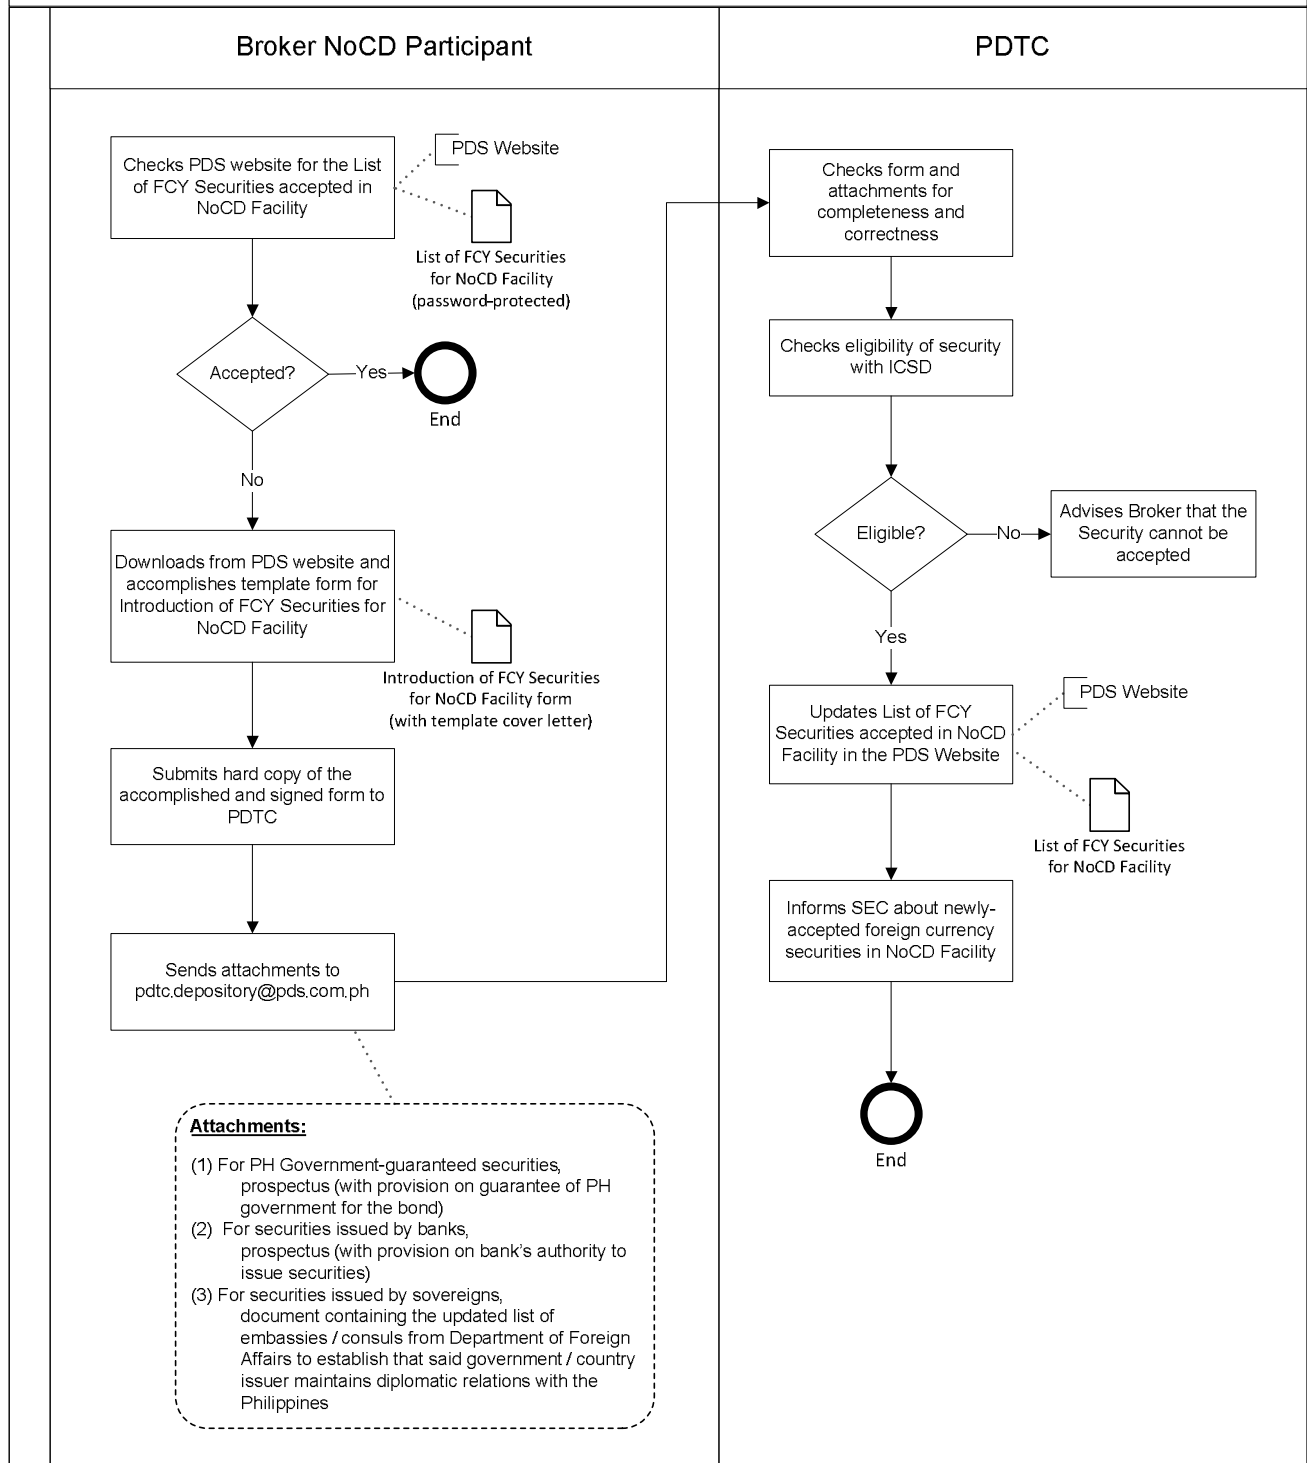 Broker NoCD Participant
PDTC
Checks PDS website for the List
of FCY Securities accepted in
NoCD Facility
PDS Website
List of FCY Securities
for NoCD Facility
(password-protected)
Accepted?
Yes
End
No
Downloads from PDS website and
accomplishes template form for
Introduction of FCY Securities for
NoCD Facility
Introduction of FCY Securities
for NoCD Facility form
(with template cover letter)
Submits hard copy of the
accomplished and signed form to
PDTC
Sends attachments to
pdtc.depository@pds.com.ph
Attachments:
(1) For PH Government-guaranteed securities,
prospectus (with provision on guarantee of PH
government for the bond)
(2) For securities issued by banks,
prospectus (with provision on bank's authority to
issue securities)
(3) For securities issued by sovereigns,
document containing the updated list of
embassies / consuls from Department of Foreign
Affairs to establish that said government / country
issuer maintains diplomatic relations with the
Philippines
Checks form and
attachments for
completeness and
correctness
Checks eligibility of security
with ICSD
Eligible?
No
Advises Broker that the
Security cannot be
accepted
Yes
Updates List of FCY
Securities accepted in NoCD
Facility in the PDS Website
PDS Website
List of FCY Securities
for NoCD Facility
Informs SEC about newly-
accepted foreign currency
securities in NoCD Facility
End